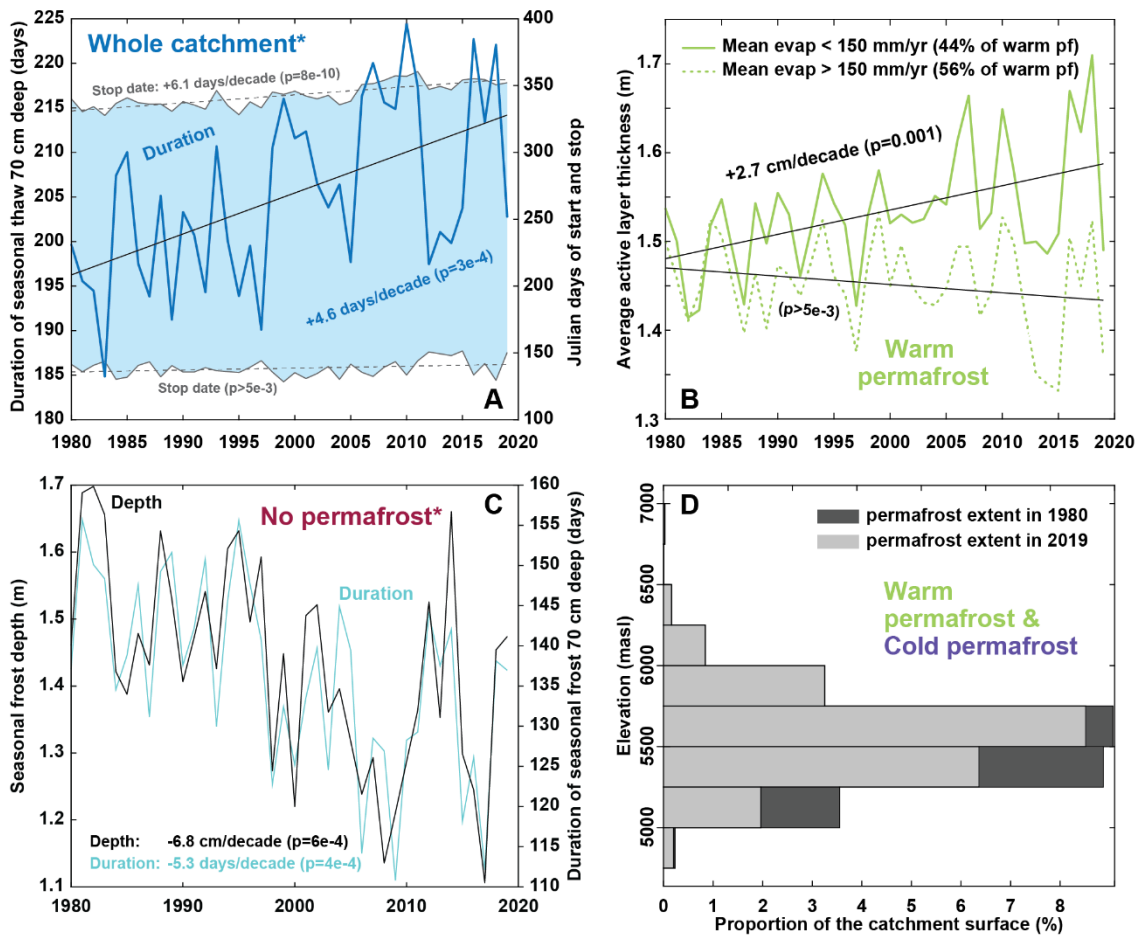 Duration of seasonal thaw 70 cm deep (days)
225
220
215
210
205
200
195
190
185
180
Whole catchment*
Stop date: +6.1 days/decade (p=8e-10)
Duration
+4.6 days/decade (p=3e-4)
Stop date (p>5e-3)
A
400
350
300
250
200
150
100
Julian days of start and stop
1980 1985 1990 1995 2000 2005 2010 2015 2020
Average active layer thickness (m)
1.7
1.6
1.5
1.4
1.3
Mean evap < 150 mm/yr (44% of warm pf)
Mean evap > 150 mm/yr (56% of warm pf)
+2.7 cm/decade (p=0.001)
(p>5e-3)
Warm
permafrost
B
1980 1985 1990 1995 2000 2005 2010 2015 2020
Seasonal frost depth (m)
1.7
1.6
1.5
1.4
1.3
1.2
1.1
Depth
No permafrost*
C
Duration
Depth: -6.8 cm/decade (p=6e-4)
Duration: -5.3 days/decade (p=4e-4)
160
155
150
145
140
135
130
125
120
115
110
Duration of seasonal frost 70 cm deep (days)
1980 1985 1990 1995 2000 2005 2010 2015 2020
Elevation (masl)
7000
6500
6000
5500
5000
D
permafrost extent in 1980
permafrost extent in 2019
Warm
permafrost &
Cold permafrost
0 1 2 3 4 5 6 7 8
Proportion of the catchment surface (%)